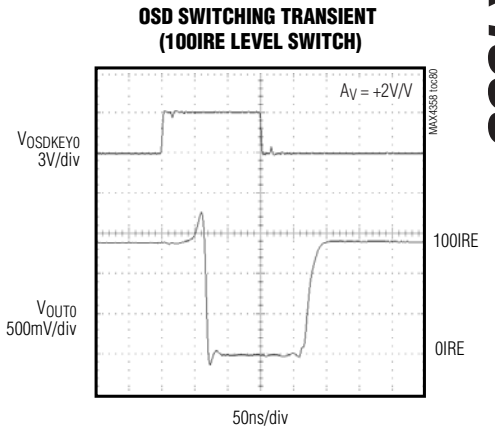 OSD SWITCHING TRANSIENT
(100IRE LEVEL SWITCH)
AV = +2V/V
MAX4358 toc80
VOSDKEY0
3V/div
100IRE
VOUT0
500mV/div
0IRE
50ns/div